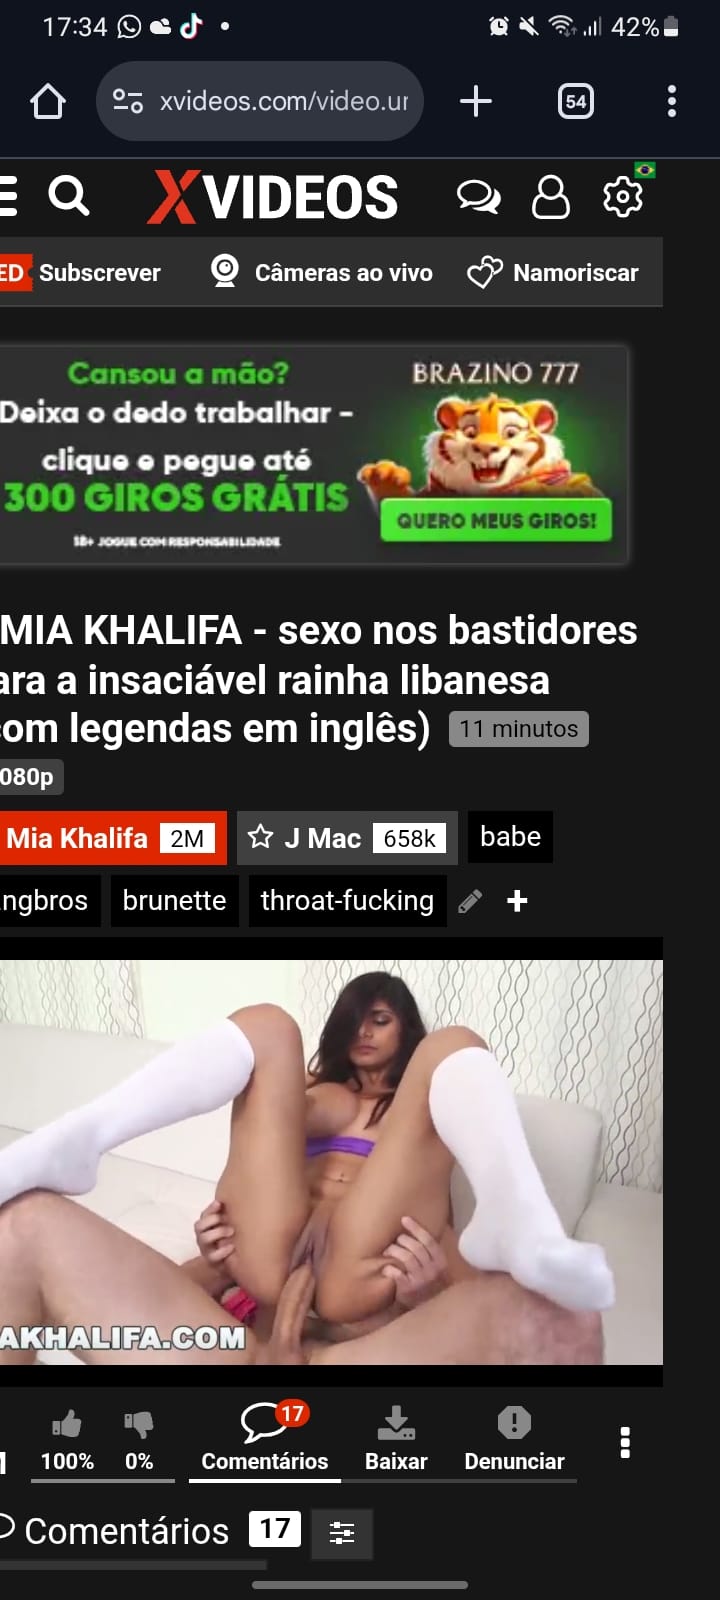 17:34
42%
xvideos.com/video.ur
54
XVIDEOS
ED Subscrever
Câmeras ao vivo
Namoriscar
Cansou a mão?
Deixa o dedo trabalhar -
clique e pegue até
300 GIROS GRÁTIS
18+ JOGUE COM RESPONSABILIDADE
BRAZINO 777
QUERO MEUS GIROS!
MIA KHALIFA - sexo nos bastidores
ara a insaciável rainha libanesa
com legendas em inglês) 11 minutos
080p
Mia Khalifa 2M
J Mac 658k
babe
ngbros
brunette
throat-fucking
AKHALIFA.COM
17
100%
0%
Comentários
Baixar
Denunciar
Comentários 17